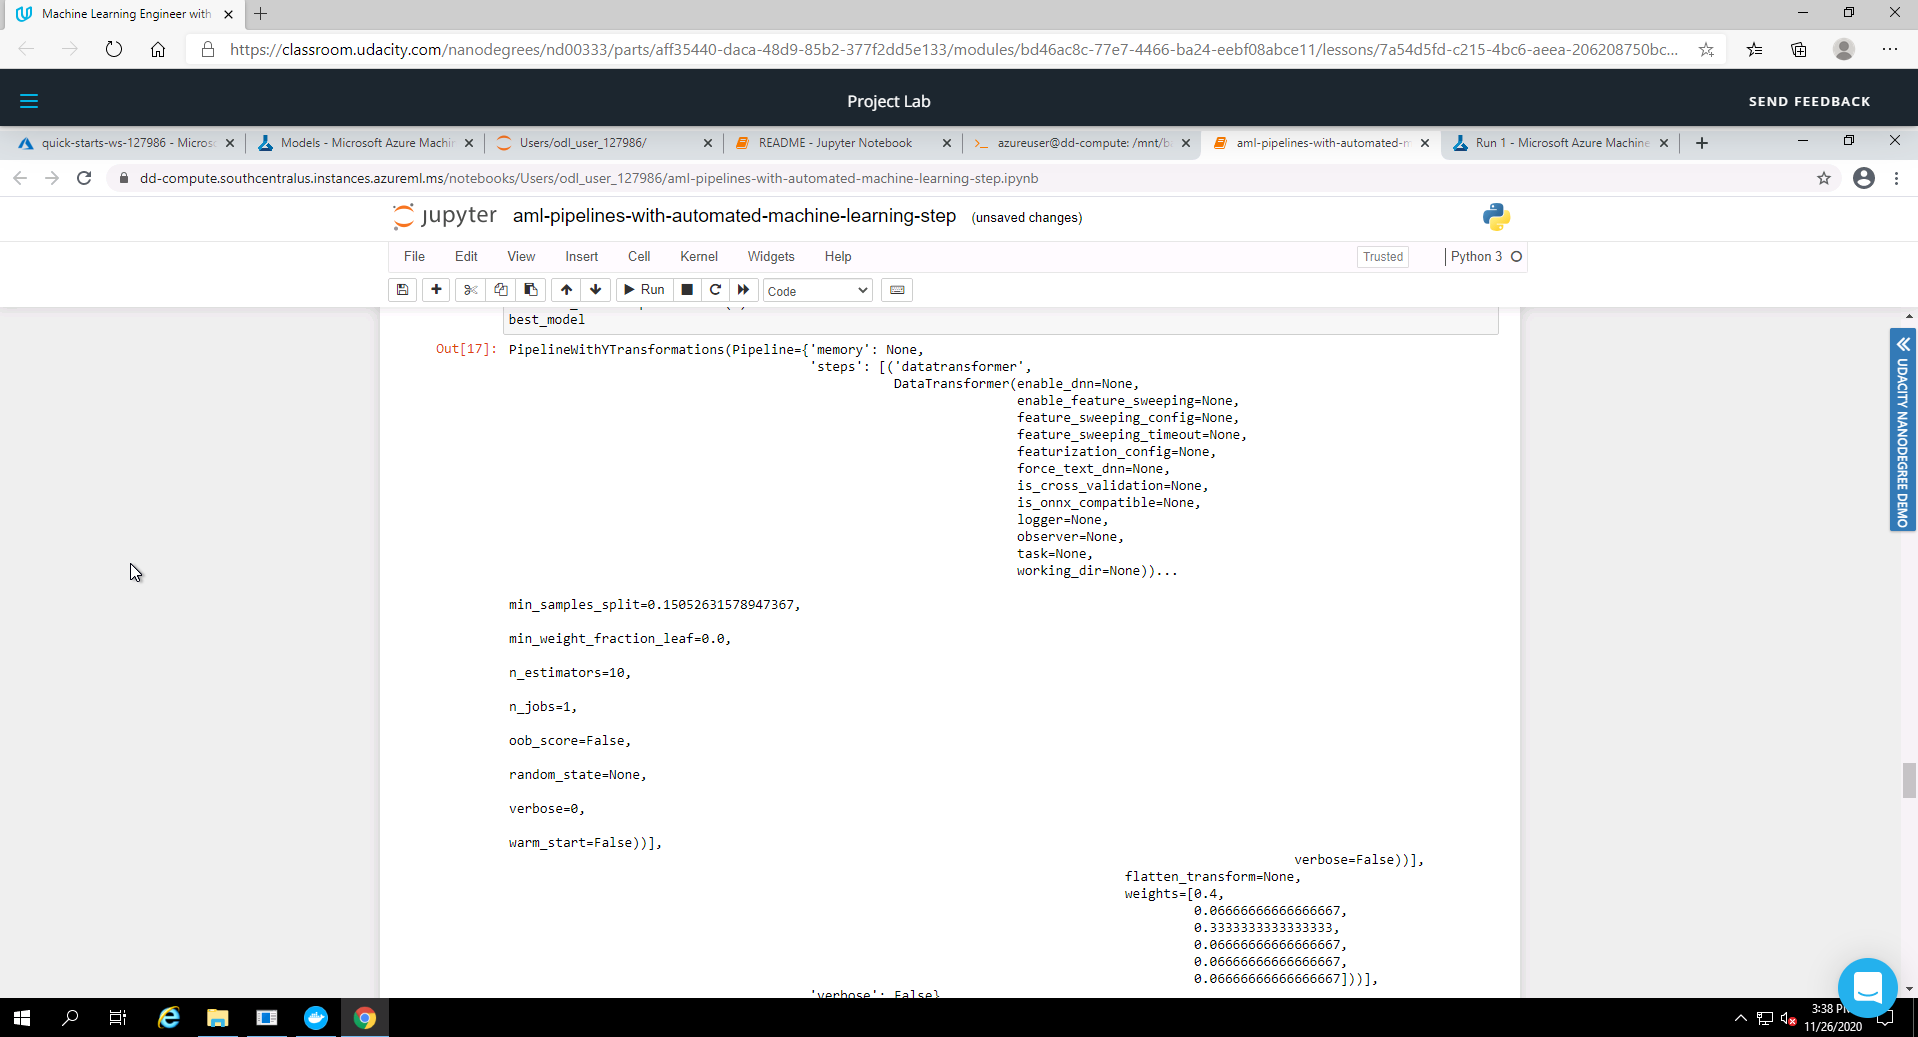 Machine Learning Engineer with
https://classroom.udacity.com/nanodegrees/nd00333/parts/aff35440-daca-48d9-85b2-377f2dd5e133/modules/bd46ac8c-77e7-4466-ba24-eebf08abce11/lessons/7a54d5fd-c215-4bc6-aeea-206208750bc...
Project Lab
SEND FEEDBACK
quick-starts-ws-127986 - Micros
Models - Microsoft Azure Machin
Users/odl_user_127986/
README - Jupyter Notebook
azureuser@dd-compute: /mnt/b
aml-pipelines-with-automated-m
Run 1 - Microsoft Azure Machine
dd-compute.southcentralus.instances.azureml.ms/notebooks/Users/odl_user_127986/aml-pipelines-with-automated-machine-learning-step.ipynb
jupyter aml-pipelines-with-automated-machine-learning-step (unsaved changes)
File Edit View Insert Cell Kernel Widgets Help
Trusted
Python 3
Run
Code
best_model
Out[17]: PipelineWithYTransformations(Pipeline={'memory': None,
'steps': [('datatransformer',
DataTransformer(enable_dnn=None,
enable_feature_sweeping=None,
feature_sweeping_config=None,
feature_sweeping_timeout=None,
featurization_config=None,
force_text_dnn=None,
is_cross_validation=None,
is_onnx_compatible=None,
logger=None,
observer=None,
task=None,
working_dir=None))...
min_samples_split=0.15052631578947367,
min_weight_fraction_leaf=0.0,
n_estimators=10,
n_jobs=1,
oob_score=False,
random_state=None,
verbose=0,
warm_start=False))],
verbose=False))],
flatten_transform=None,
weights=[0.4,
0.06666666666666667,
0.3333333333333333,
0.06666666666666667,
0.06666666666666667,
0.06666666666666667]))],
'verbose': False}
UDACITY NANODEGREE DEMO
3:38 P
11/26/2020